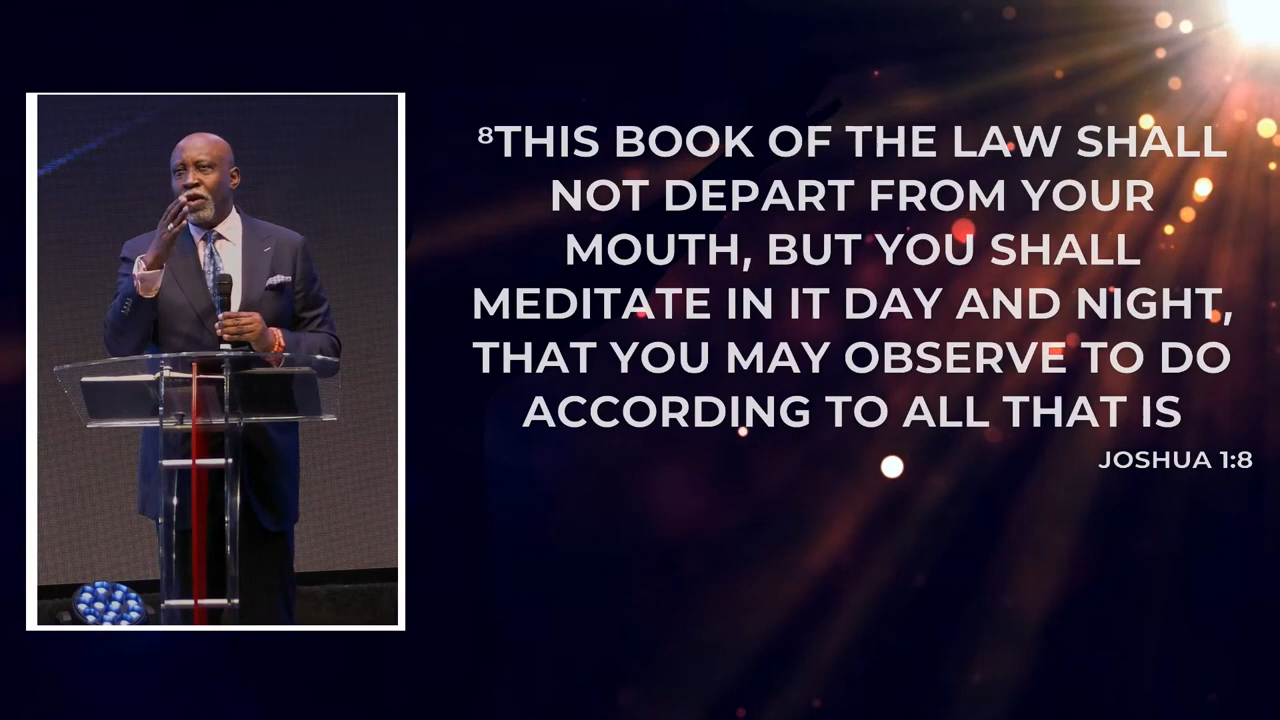 ⁸THIS BOOK OF THE LAW SHALL
NOT DEPART FROM YOUR
MOUTH, BUT YOU SHALL
MEDITATE IN IT DAY AND NIGHT,
THAT YOU MAY OBSERVE TO DO
ACCORDING TO ALL THAT IS
JOSHUA 1:8